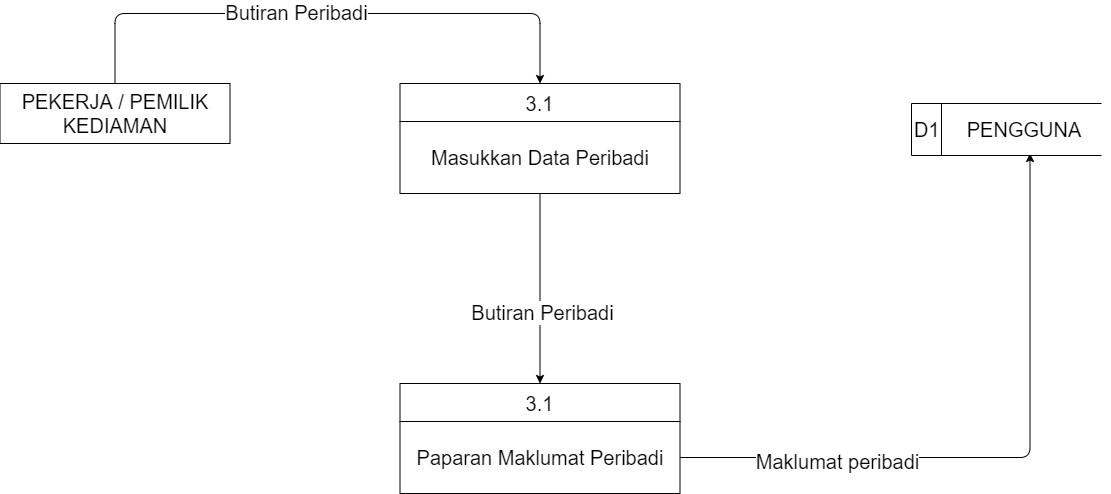 Butiran Peribadi
PEKERJA / PEMILIK
KEDIAMAN
3.1
Masukkan Data Peribadi
D1
PENGGUNA
Butiran Peribadi
3.1
Paparan Maklumat Peribadi
Maklumat peribadi